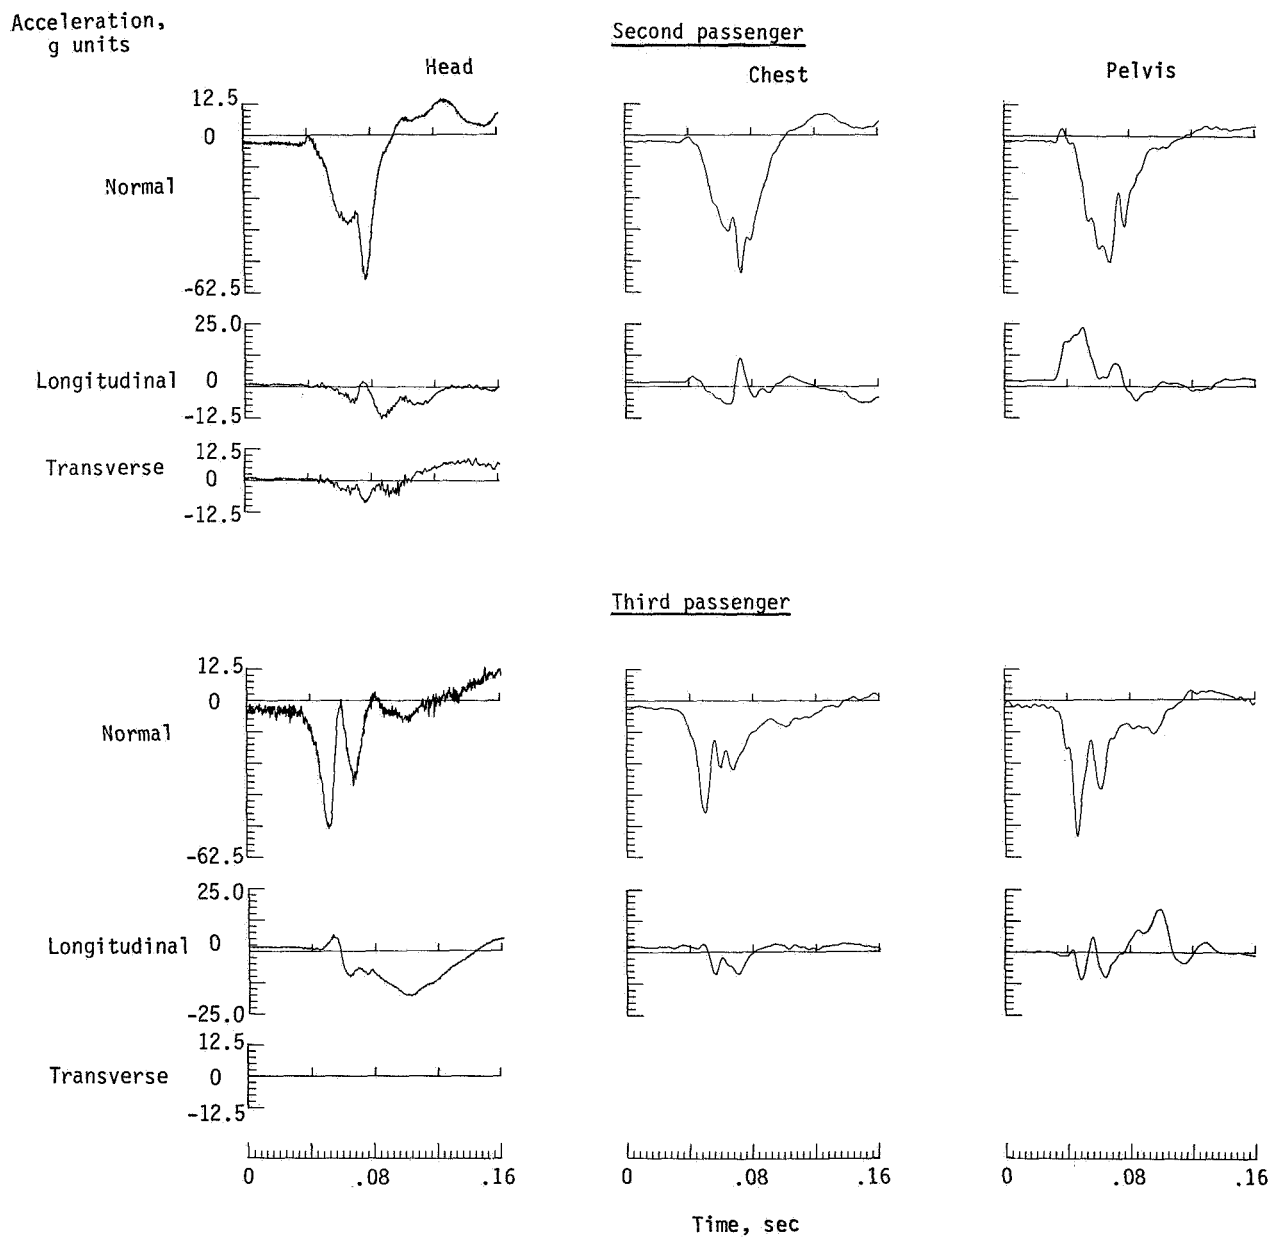 Acceleration,
g units
Second passenger
Head
Chest
Pelvis
12.5
0
Normal
-62.5
25.0
Longitudinal 0
-12.5
12.5
Transverse 0
-12.5
Third passenger
12.5
0
Normal
-62.5
25.0
Longitudinal 0
-25.0
12.5
Transverse 0
-12.5
0 .08 .16 0 .08 .16 0 .08 .16
Time, sec